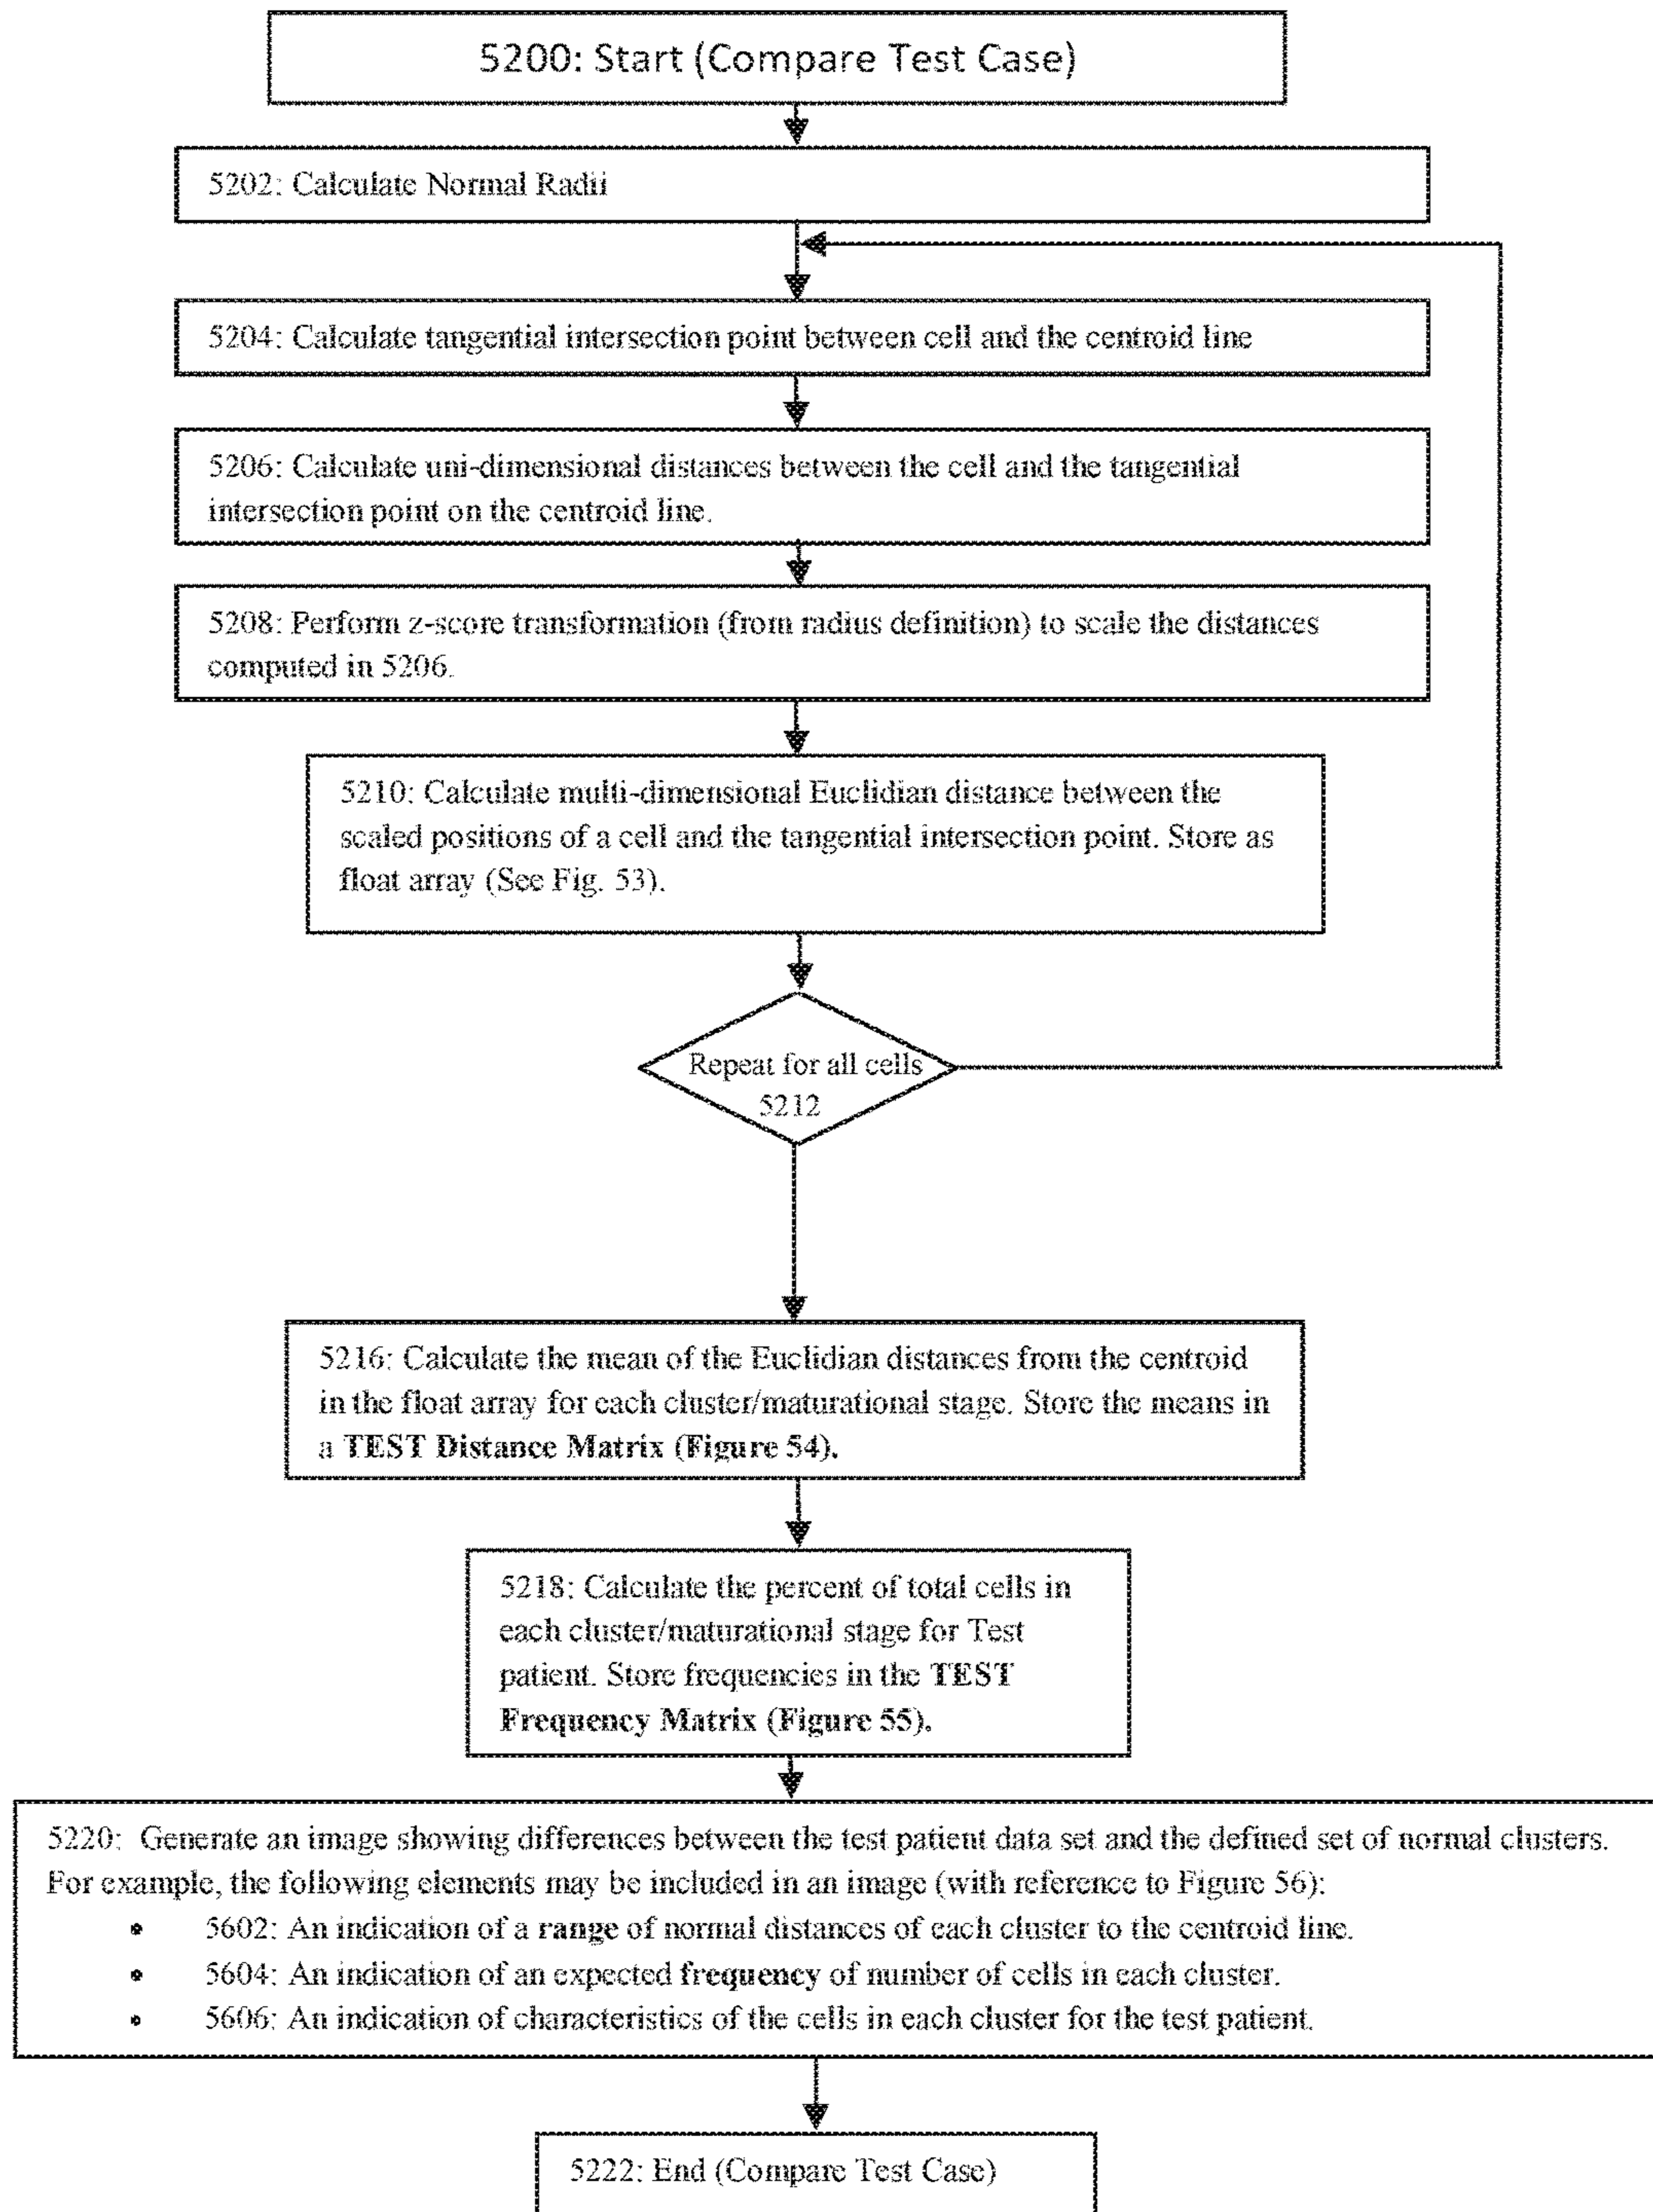 5200: Start (Compare Test Case)
5202: Calculate Normal Radii
5204: Calculate tangential intersection point between cell and the centroid line
5206: Calculate uni-dimensional distances between the cell and the tangential
intersection point on the centroid line.
5208: Perform z-score transformation (from radius definition) to scale the distances
computed in 5206.
5210: Calculate multi-dimensional Euclidian distance between the
scaled positions of a cell and the tangential intersection point. Store as
float array (See Fig. 53).
Repeat for all cells
5212
5216: Calculate the mean of the Euclidian distances from the centroid
in the float array for each cluster/maturational stage. Store the means in
a TEST Distance Matrix (Figure 54).
5218: Calculate the percent of total cells in
each cluster/maturational stage for Test
patient. Store frequencies in the TEST
Frequency Matrix (Figure 55).
5220: Generate an image showing differences between the test patient data set and the defined set of normal clusters.
For example, the following elements may be included in an image (with reference to Figure 56):
• 5602: An indication of a range of normal distances of each cluster to the centroid line.
• 5604: An indication of an expected frequency of number of cells in each cluster.
• 5606: An indication of characteristics of the cells in each cluster for the test patient.
5222: End (Compare Test Case)